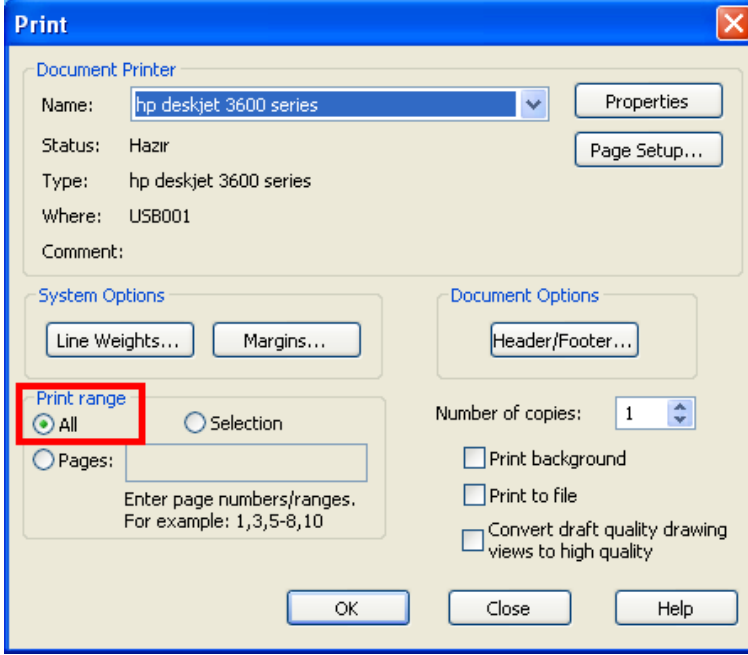 Print
Document Printer
Name: hp deskjet 3600 series Properties
Status: Hazır Page Setup...
Type: hp deskjet 3600 series
Where: USB001
Comment:
System Options
Line Weights... Margins...
Document Options
Header/Footer...
Print range
All Selection
Pages:
Enter page numbers/ranges.
For example: 1,3,5-8,10
Number of copies: 1
Print background
Print to file
Convert draft quality drawing
views to high quality
OK Close Help